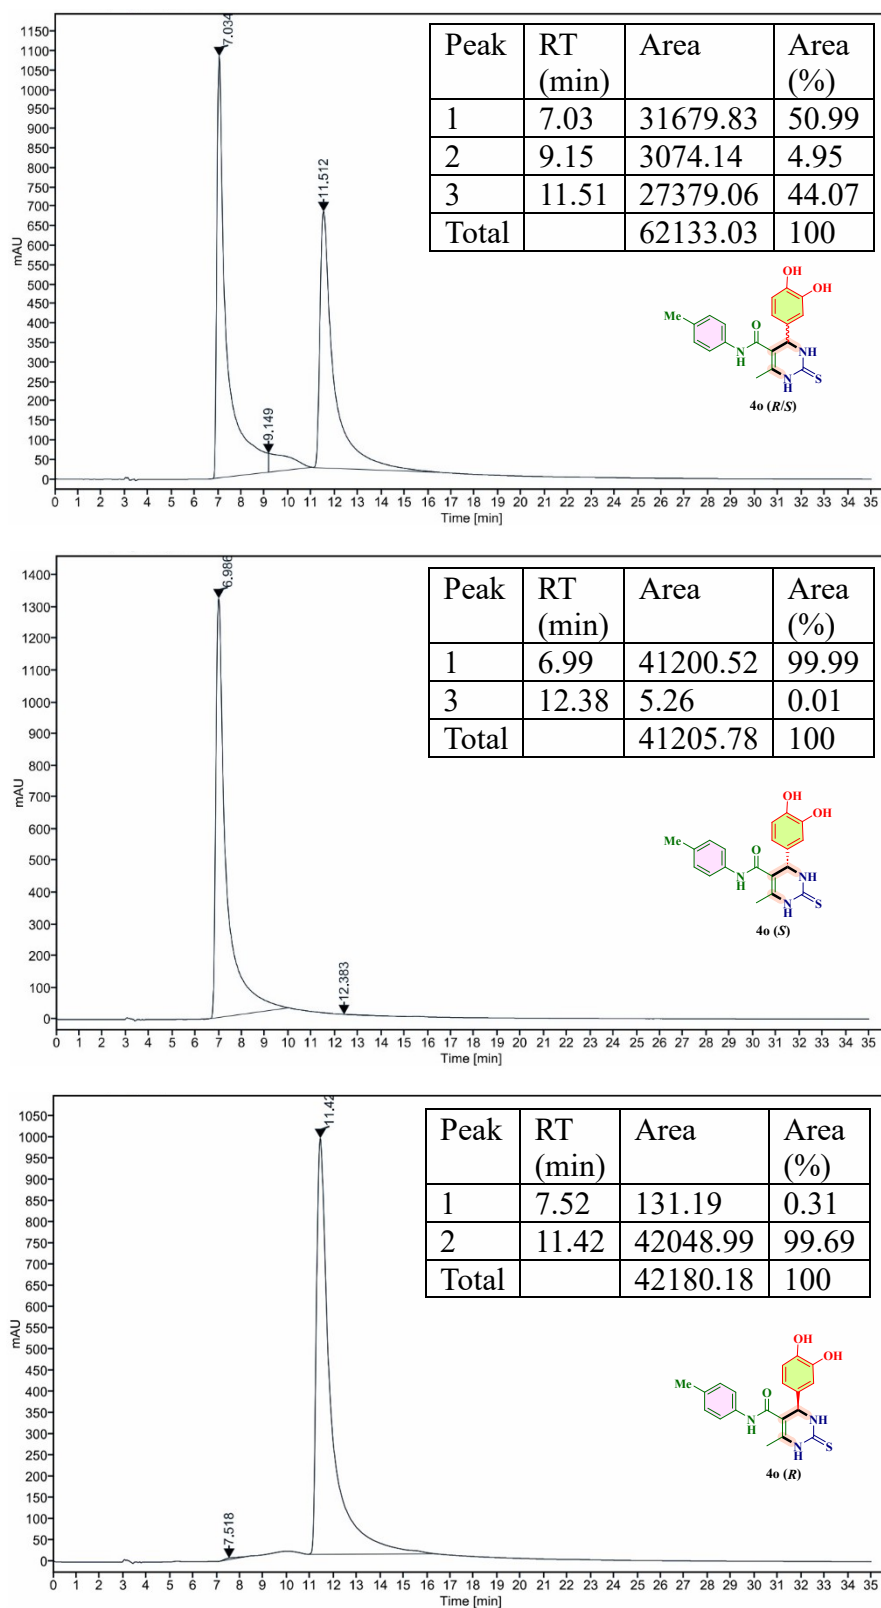 7.034
11.512
9.149
mAU
1150
1100
1050
1000
950
900
850
800
750
700
650
600
550
500
450
400
350
300
250
200
150
100
50
0
0 1 2 3 4 5 6 7 8 9 10 11 12 13 14 15 16 17 18 19 20 21 22 23 24 25 26 27 28 29 30 31 32 33 34 35
Time [min]
Peak RT (min) Area Area (%)
1 7.03 31679.83 50.99
2 9.15 3074.14 4.95
3 11.51 27379.06 44.07
Total 62133.03 100
OH
OH
Me
O
N
H
NH
N
H
S
4o (R/S)
6.986
12.383
mAU
1400
1300
1200
1100
1000
900
800
700
600
500
400
300
200
100
0
0 1 2 3 4 5 6 7 8 9 10 11 12 13 14 15 16 17 18 19 20 21 22 23 24 25 26 27 28 29 30 31 32 33 34 35
Time [min]
Peak RT (min) Area Area (%)
1 6.99 41200.52 99.99
3 12.38 5.26 0.01
Total 41205.78 100
OH
OH
Me
O
N
H
NH
N
H
S
4o (S)
11.42
7.518
mAU
1050
1000
950
900
850
800
750
700
650
600
550
500
450
400
350
300
250
200
150
100
50
0
0 1 2 3 4 5 6 7 8 9 10 11 12 13 14 15 16 17 18 19 20 21 22 23 24 25 26 27 28 29 30 31 32 33 34 35
Time [min]
Peak RT (min) Area Area (%)
1 7.52 131.19 0.31
2 11.42 42048.99 99.69
Total 42180.18 100
OH
OH
Me
O
N
H
NH
N
H
S
4o (R)